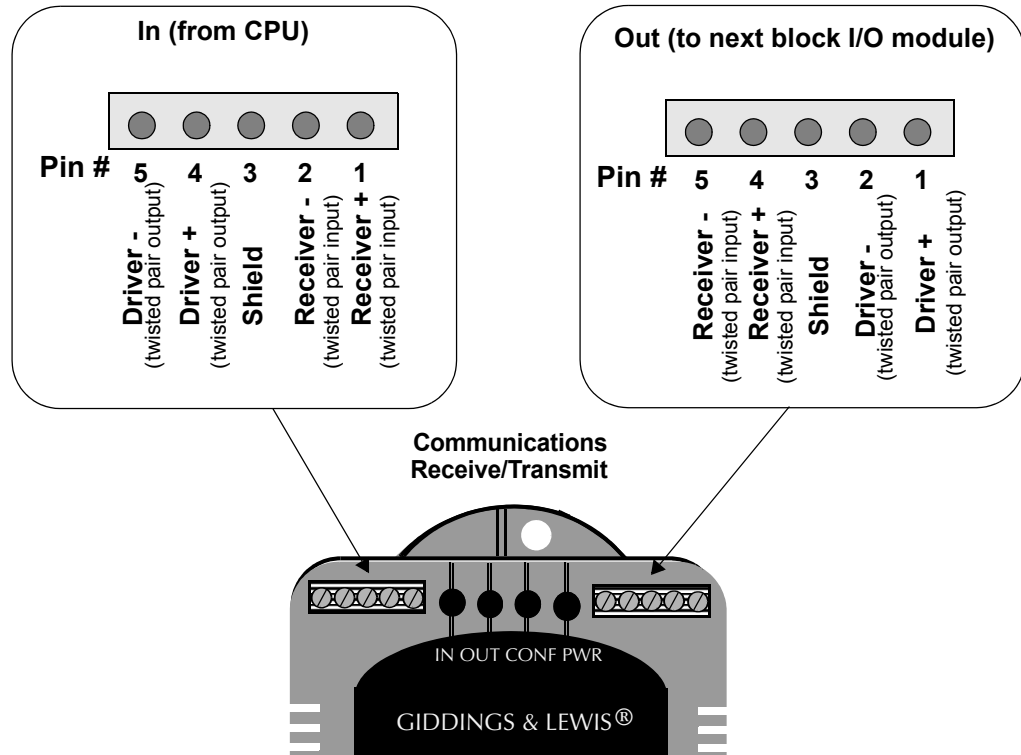 In (from CPU)
Pin # 5 4 3 2 1
Driver -
(twisted pair output)
Driver +
(twisted pair output)
Shield
Receiver -
(twisted pair input)
Receiver +
(twisted pair input)
Out (to next block I/O module)
Pin # 5 4 3 2 1
Receiver -
(twisted pair input)
Receiver +
(twisted pair input)
Shield
Driver -
(twisted pair output)
Driver +
(twisted pair output)
Communications
Receive/Transmit
IN OUT CONF PWR
GIDDINGS & LEWIS®